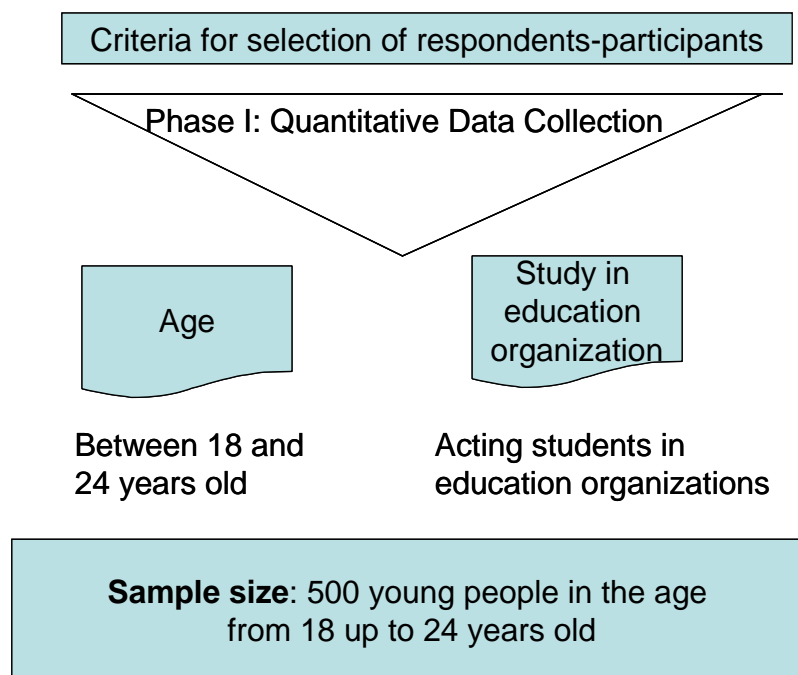 Criteria for selection of respondents-participants
Phase I: Quantitative Data Collection
Age
Study in
education
organization
Between 18 and
24 years old
Acting students in
education organizations
Sample size: 500 young people in the age
from 18 up to 24 years old